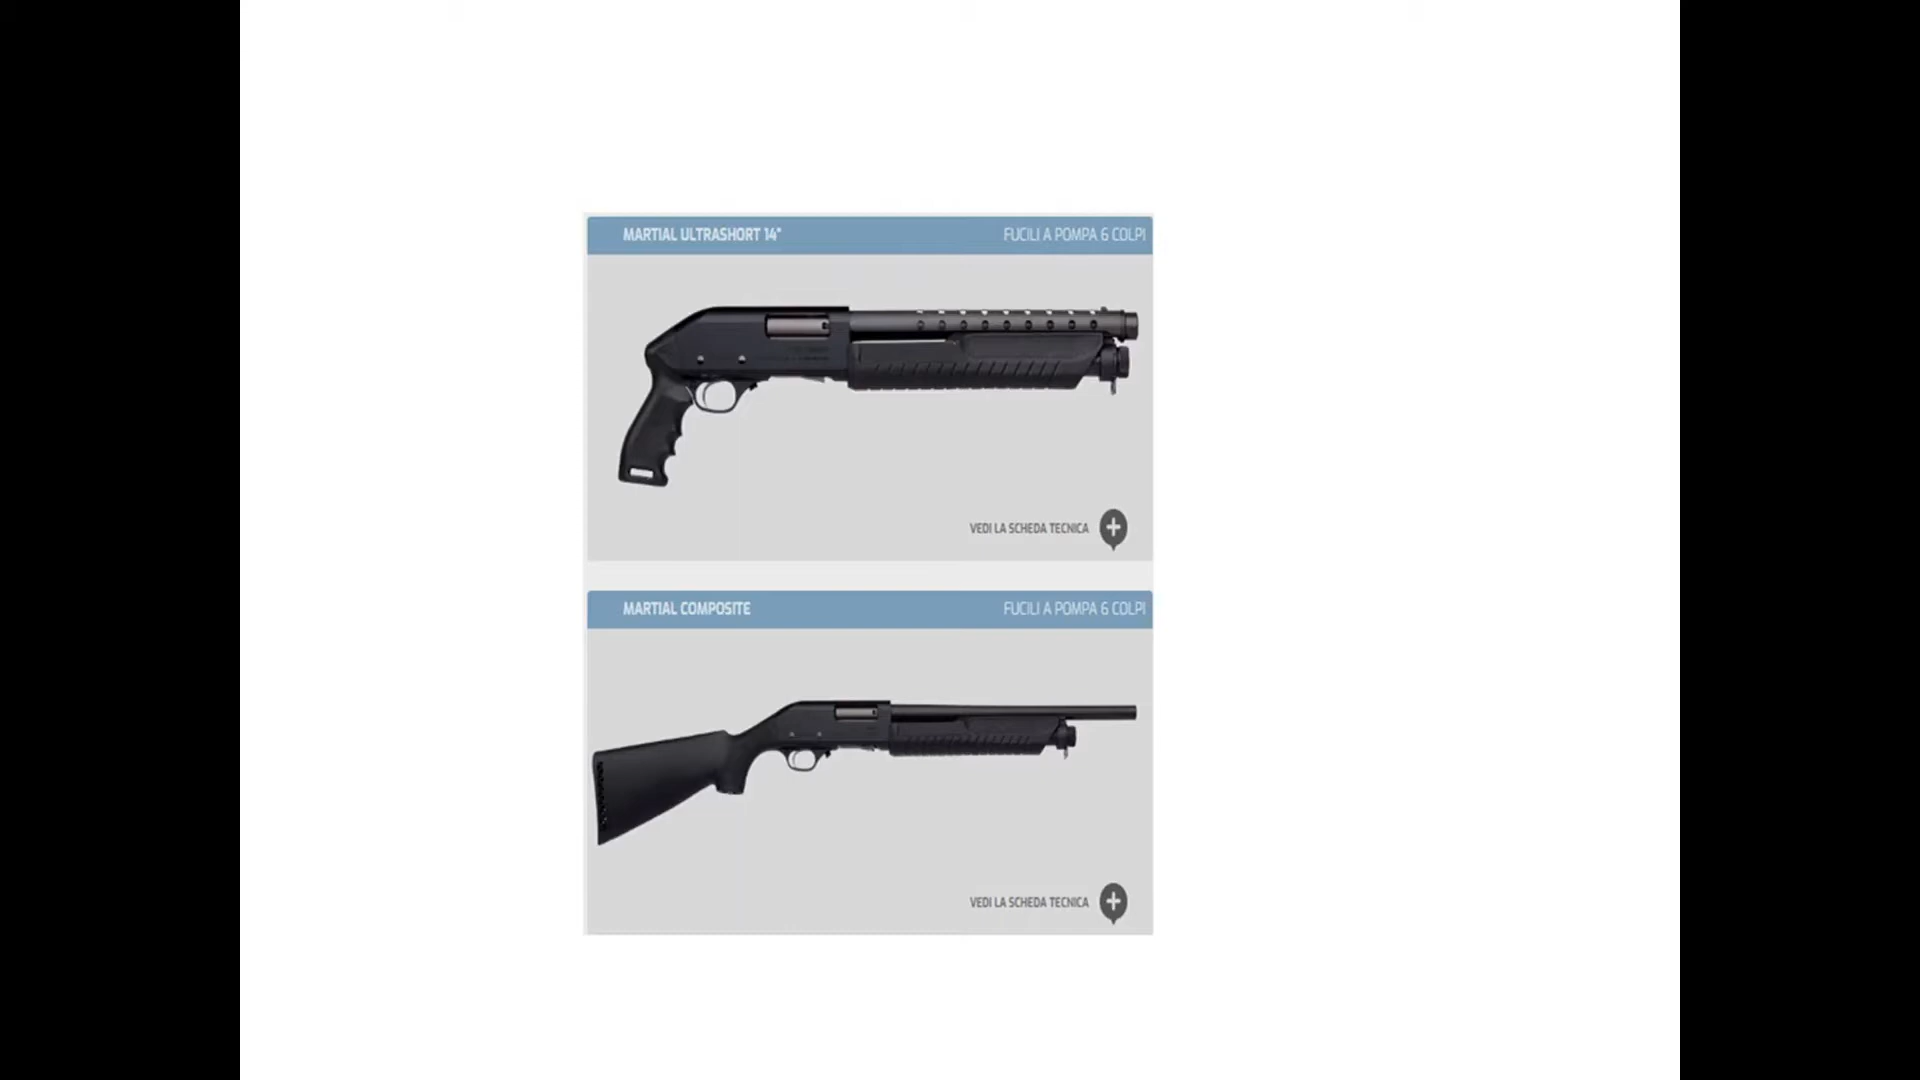 MARTIAL ULTRASHORT 14" FUCILI A POMPA 6 COLPI
VEDI LA SCHEDA TECNICA
MARTIAL COMPOSITE FUCILI A POMPA 6 COLPI
VEDI LA SCHEDA TECNICA